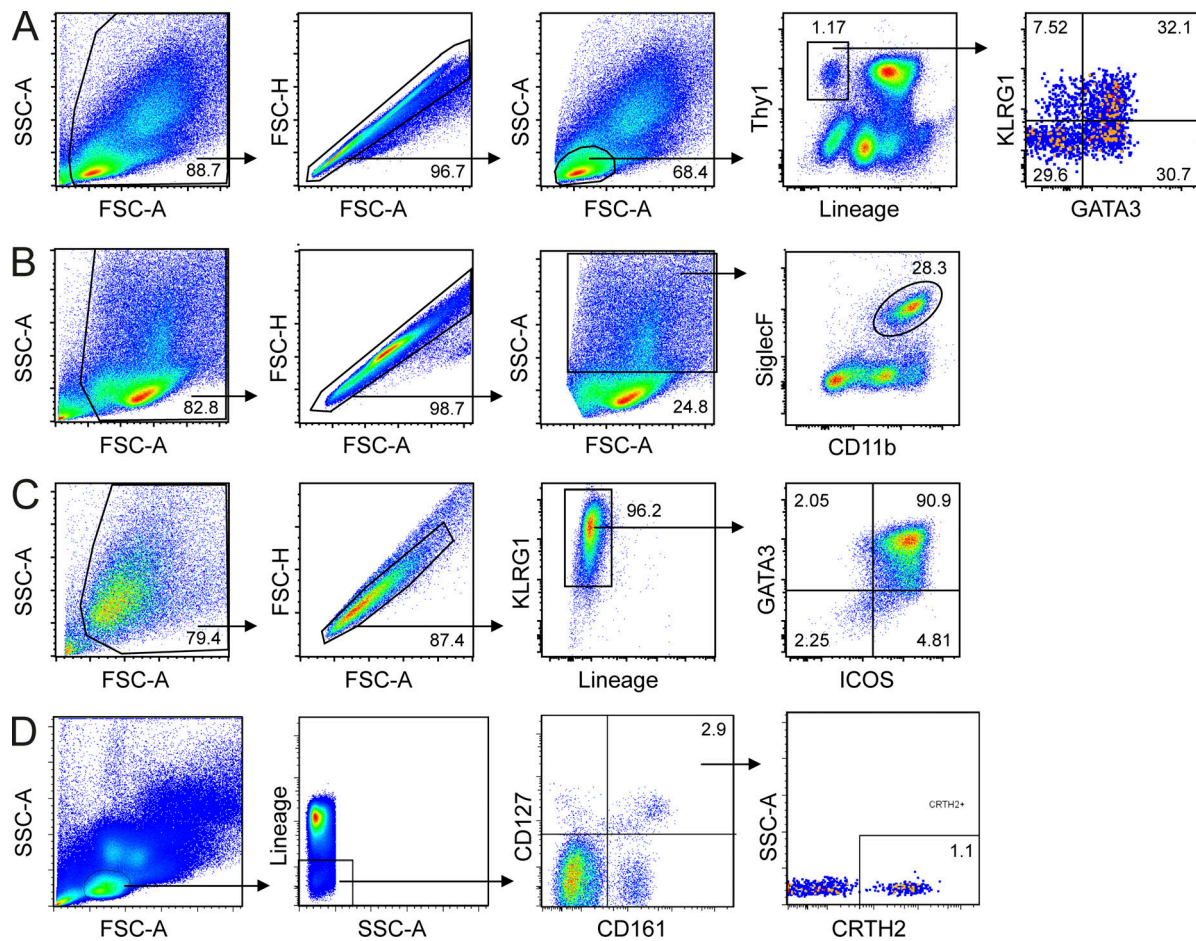 A
SSC-A
88.7
FSC-A
FSC-H
96.7
FSC-A
SSC-A
68.4
FSC-A
1.17
Thy1
Lineage
7.52 32.1
KLRG1
29.6 30.7
GATA3
B
SSC-A
82.8
FSC-A
FSC-H
98.7
FSC-A
SSC-A
24.8
FSC-A
28.3
SiglecF
CD11b
C
SSC-A
79.4
FSC-A
FSC-H
87.4
FSC-A
96.2
KLRG1
Lineage
2.05 90.9
GATA3
2.25 4.81
ICOS
D
SSC-A
FSC-A
Lineage
SSC-A
2.9
CD127
CD161
SSC-A
CRTH2+
1.1
CRTH2